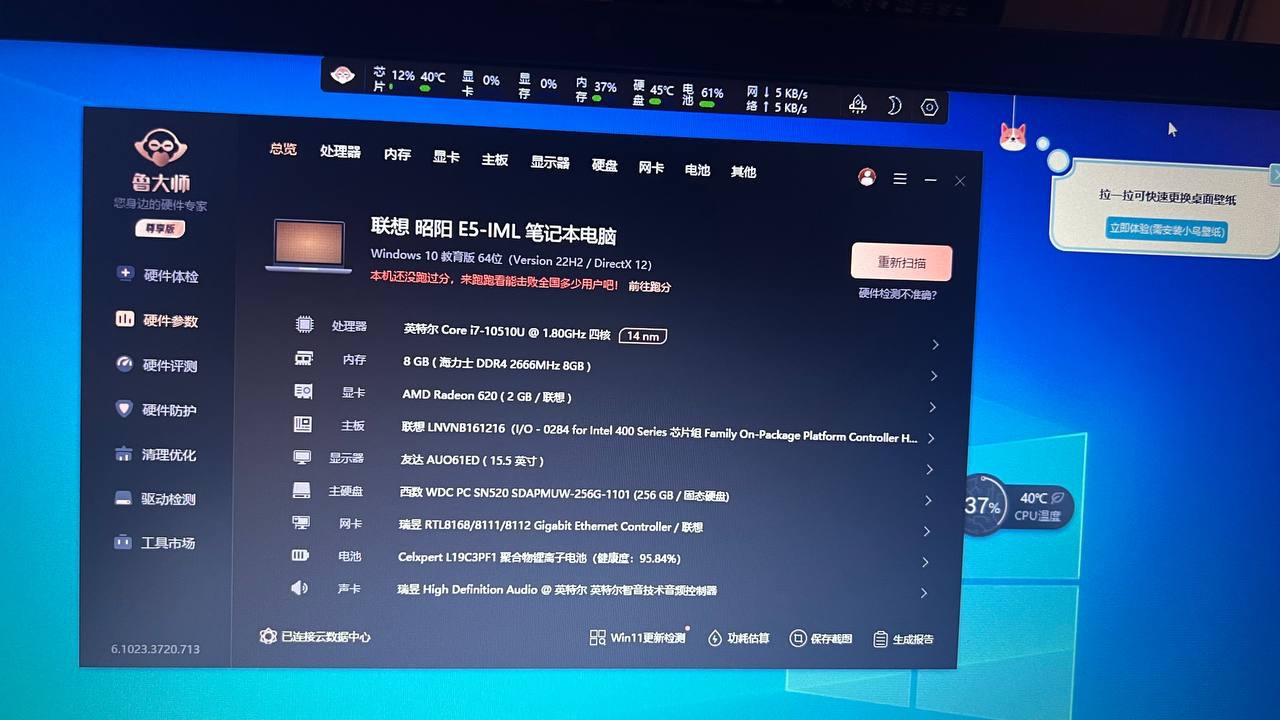 芯片 12% 40℃ 显卡 0% 显存 0% 内存 37% 硬盘 45℃ 电池 61% 网络 ↓ 5 KB/s ↑ 5 KB/s
鲁大师
您身边的硬件专家
尊享版
硬件体检
硬件参数
硬件评测
硬件防护
清理优化
驱动检测
工具市场
6.1023.3720.713
总览 处理器 内存 显卡 主板 显示器 硬盘 网卡 电池 其他
联想 昭阳 E5-IML 笔记本电脑
Windows 10 教育版 64位 (Version 22H2 / DirectX 12)
本机还没跑过分，来跑跑看能击败全国多少用户吧！ 前往跑分
重新扫描
硬件检测不准确?
处理器 英特尔 Core i7-10510U @ 1.80GHz 四核 14 nm
内存 8 GB ( 海力士 DDR4 2666MHz 8GB )
显卡 AMD Radeon 620 ( 2 GB / 联想 )
主板 联想 LNVNB161216 (I/O - 0284 for Intel 400 Series 芯片组 Family On-Package Platform Controller H...
显示器 友达 AUO61ED ( 15.5 英寸 )
主硬盘 西数 WDC PC SN520 SDAPMUW-256G-1101 (256 GB / 固态硬盘)
网卡 瑞昱 RTL8168/8111/8112 Gigabit Ethernet Controller / 联想
电池 Celxpert L19C3PF1 聚合物锂离子电池 (健康度：95.84%)
声卡 瑞昱 High Definition Audio @ 英特尔 英特尔智音技术音频控制器
已连接云数据中心
Win11更新检测 功耗估算 保存截图 生成报告
拉一拉可快速更换桌面壁纸
立即体验(需安装小鸟壁纸)
37% 40℃
CPU温度